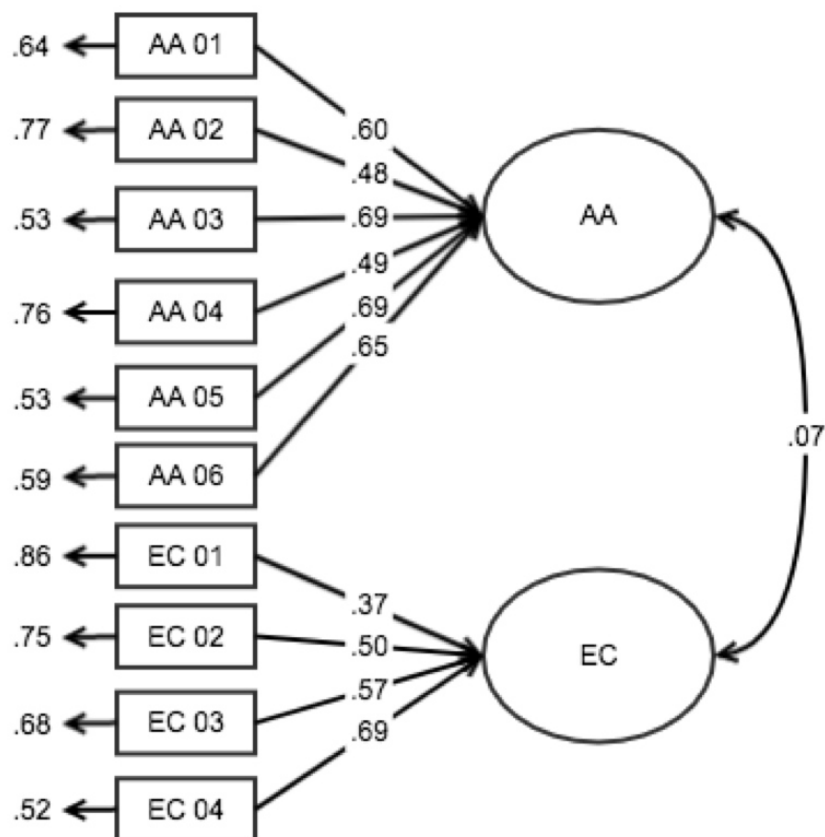 .64 AA 01
.60
.77 AA 02
.48
.53 AA 03 .69 AA
.49
.76 AA 04
.69
.65
.53 AA 05
.07
.59 AA 06
.86 EC 01
.37
.75 EC 02 .50 EC
.57
.68 EC 03
.69
.52 EC 04